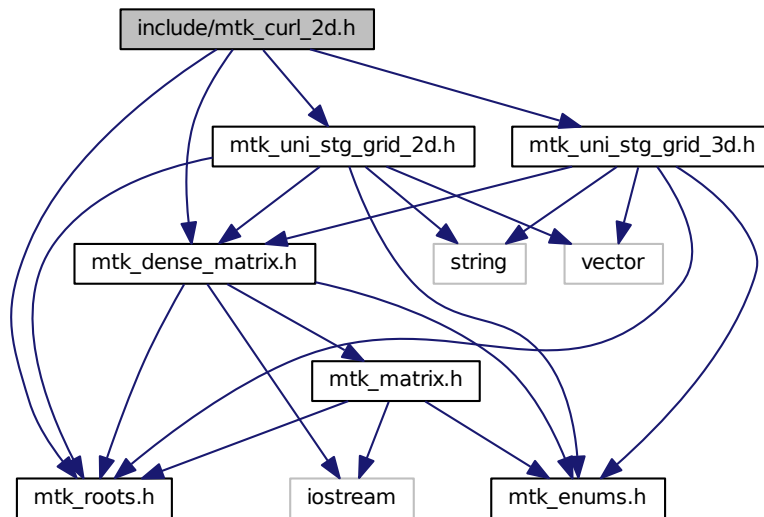 include/mtk_curl_2d.h
mtk_uni_stg_grid_2d.h
mtk_uni_stg_grid_3d.h
mtk_dense_matrix.h
string
vector
mtk_matrix.h
mtk_roots.h
iostream
mtk_enums.h